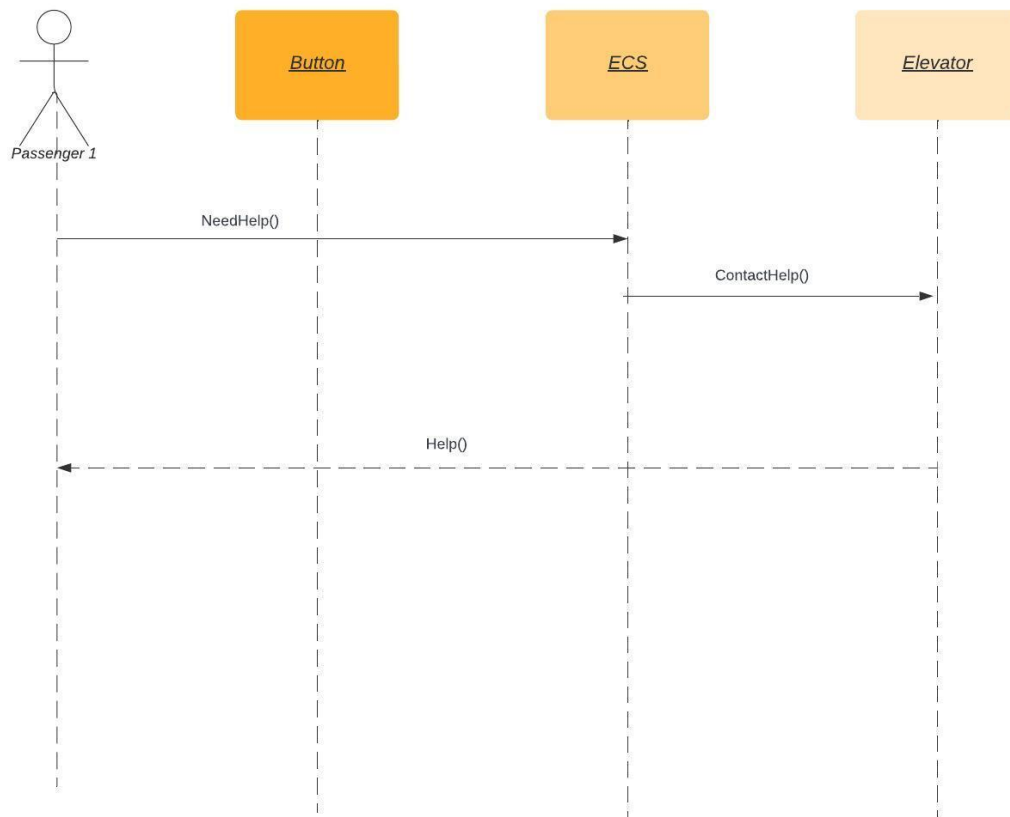 Button
ECS
Elevator
Passenger 1
NeedHelp()
ContactHelp()
Help()